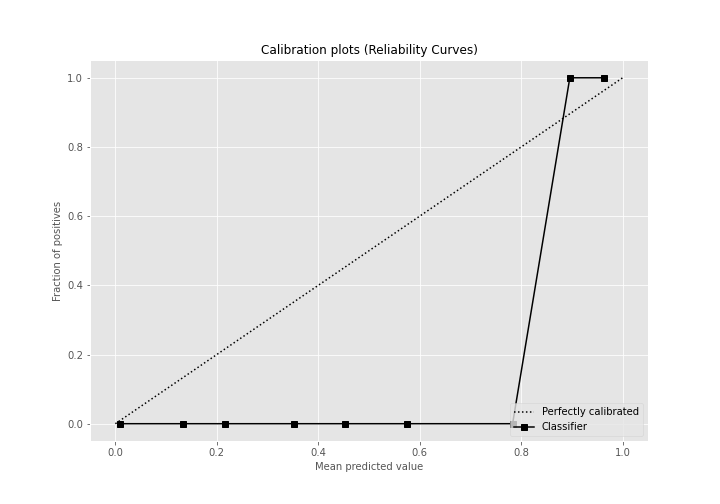 Calibration plots (Reliability Curves)
1.0
0.8
0.6
0.4
0.2
0.0
Fraction of positives
0.0 0.2 0.4 0.6 0.8 1.0
Mean predicted value
Perfectly calibrated
Classifier